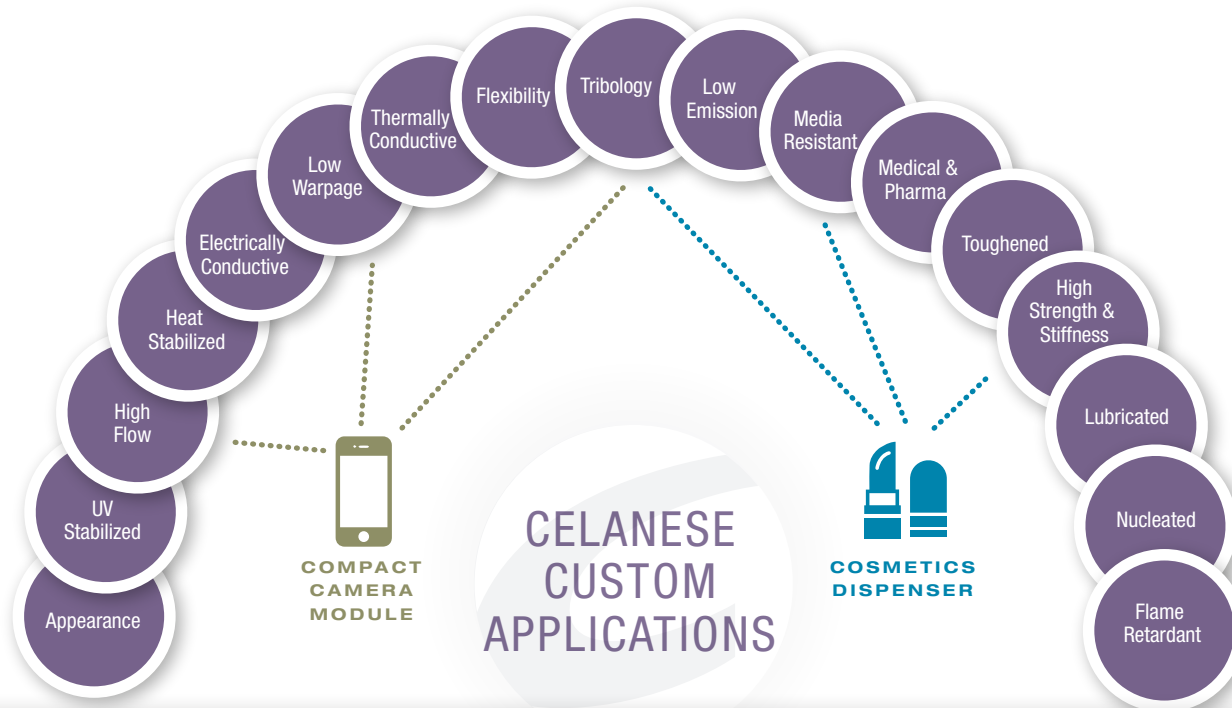 Appearance
UV
Stabilized
High
Flow
Heat
Stabilized
Electrically
Conductive
Low
Warpage
Thermally
Conductive
Flexibility
Tribology
Low
Emission
Media
Resistant
Medical &
Pharma
Toughened
High
Strength &
Stiffness
Lubricated
Nucleated
Flame
Retardant
COMPACT
CAMERA
MODULE
CELANESE
CUSTOM
APPLICATIONS
COSMETICS
DISPENSER